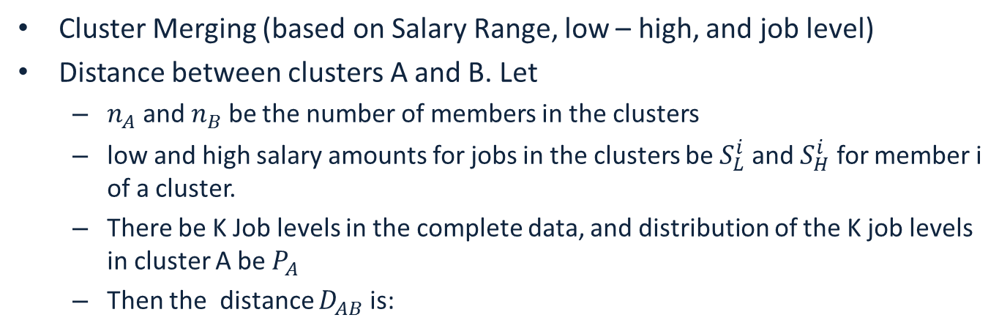 • Cluster Merging (based on Salary Range, low – high, and job level)
• Distance between clusters A and B. Let
– $n_A$ and $n_B$ be the number of members in the clusters
– low and high salary amounts for jobs in the clusters be $S_L^i$ and $S_H^i$ for member i
of a cluster.
– There be K Job levels in the complete data, and distribution of the K job levels
in cluster A be $P_A$
– Then the distance $D_{AB}$ is: